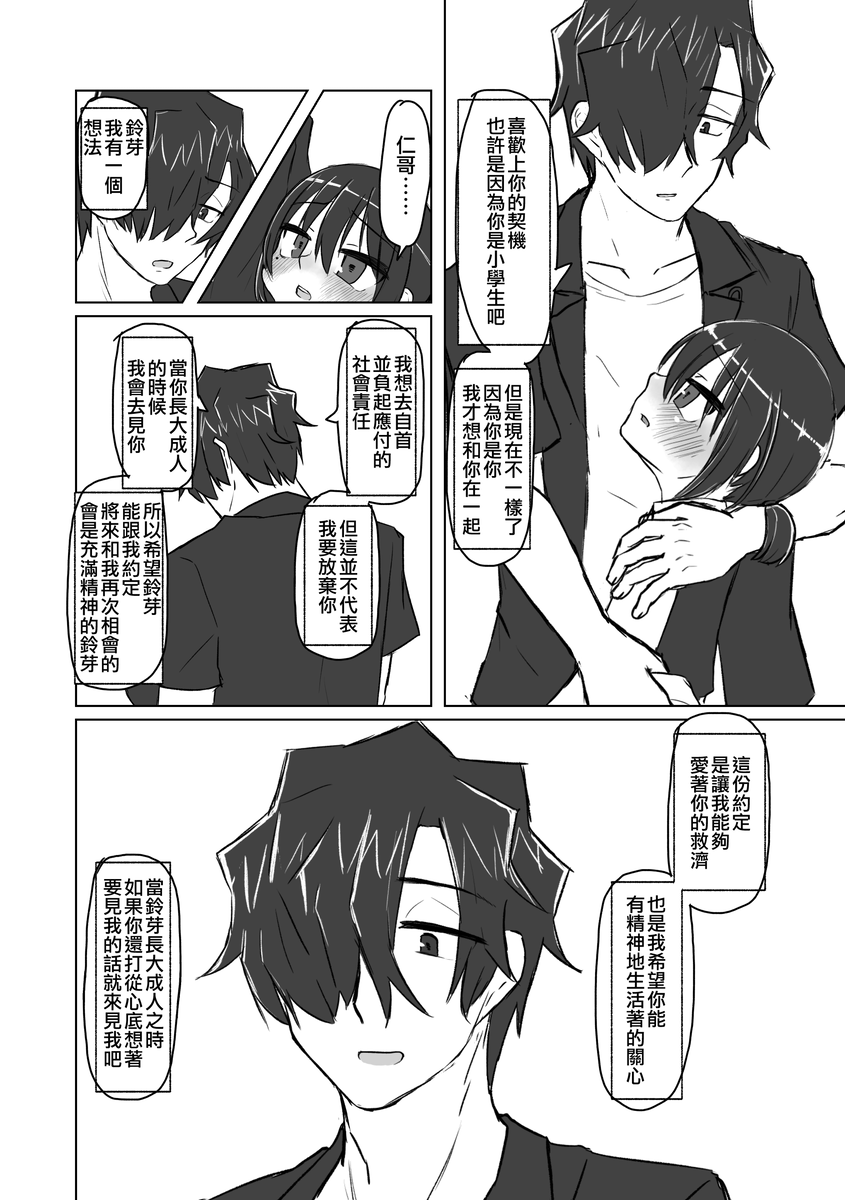 喜歡上你的契機
也許是因為你是小學生吧
但是現在不一樣了
因為你是你
我才想和你在一起
仁哥……
鈴芽
我有一個
想法
我想去自首
並負起應付的
社會責任
但這並不代表
我要放棄你
當你長大成人
的時候
我會去見你
所以希望鈴芽
能跟我約定
將來和我再次相會的
會是充滿精神的鈴芽
這份約定
是讓我能夠
愛著你的救濟
也是我希望你能
有精神地生活著的關心
當鈴芽長大成人之時
如果你還打從心底想著
要見我的話就來見我吧